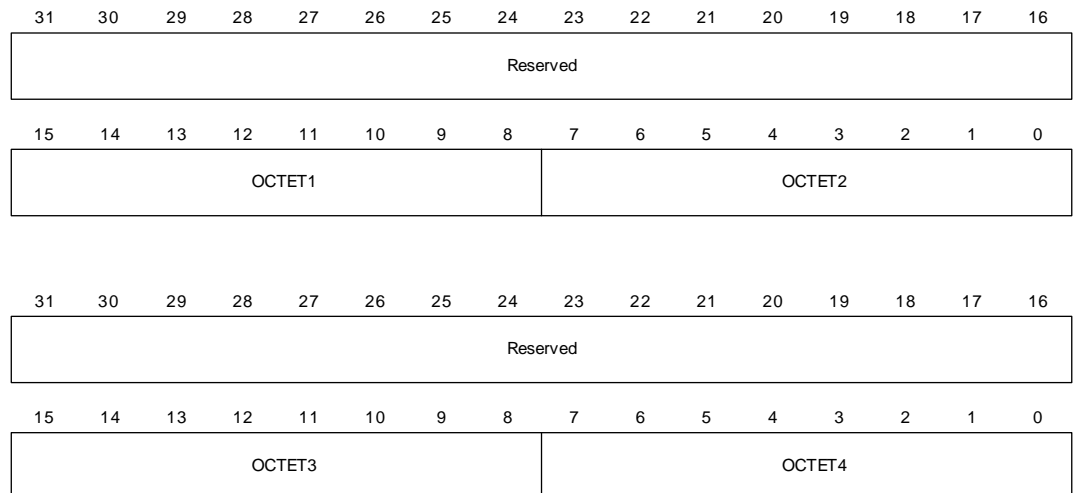 31 30 29 28 27 26 25 24 23 22 21 20 19 18 17 16
Reserved
15 14 13 12 11 10 9 8 7 6 5 4 3 2 1 0
OCTET1 OCTET2
31 30 29 28 27 26 25 24 23 22 21 20 19 18 17 16
Reserved
15 14 13 12 11 10 9 8 7 6 5 4 3 2 1 0
OCTET3 OCTET4